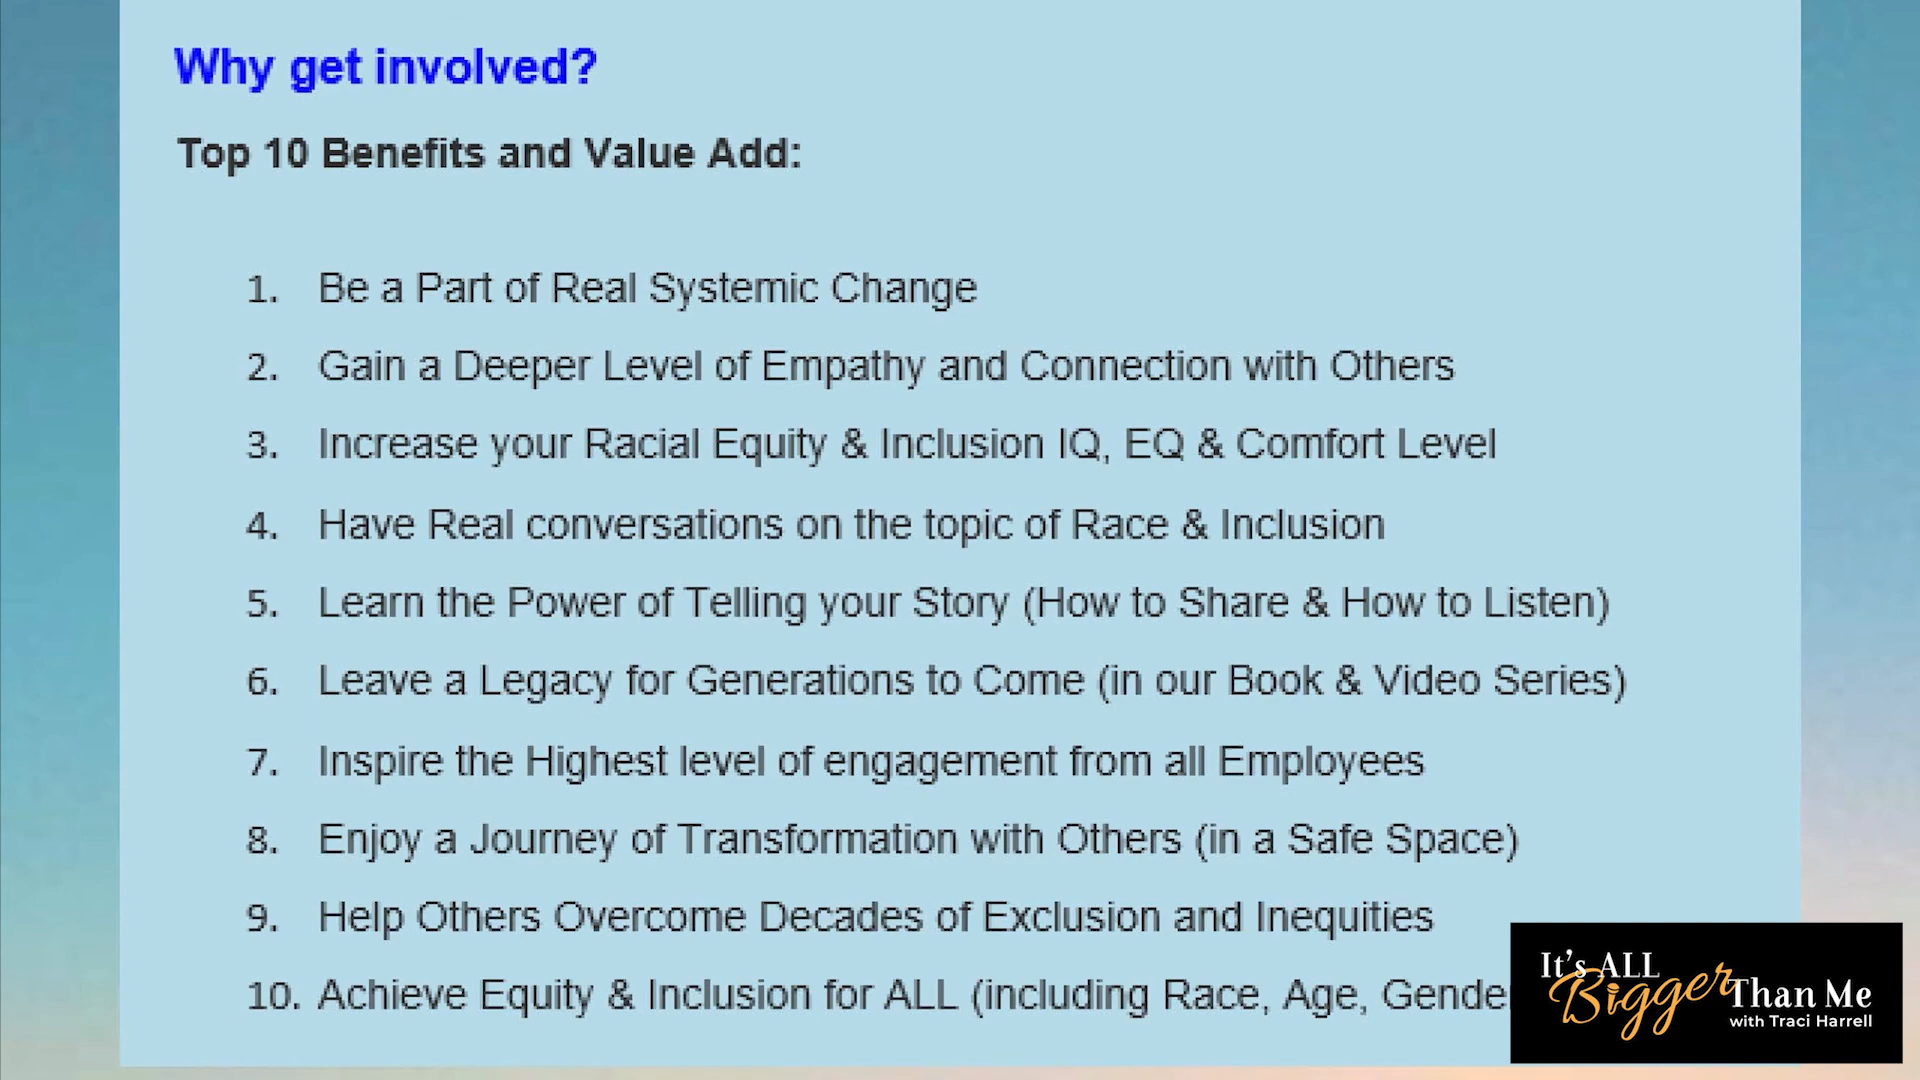 Why get involved?
Top 10 Benefits and Value Add:
1. Be a Part of Real Systemic Change
2. Gain a Deeper Level of Empathy and Connection with Others
3. Increase your Racial Equity & Inclusion IQ, EQ & Comfort Level
4. Have Real conversations on the topic of Race & Inclusion
5. Learn the Power of Telling your Story (How to Share & How to Listen)
6. Leave a Legacy for Generations to Come (in our Book & Video Series)
7. Inspire the Highest level of engagement from all Employees
8. Enjoy a Journey of Transformation with Others (in a Safe Space)
9. Help Others Overcome Decades of Exclusion and Inequities
10. Achieve Equity & Inclusion for ALL (including Race, Age, Gende
It's ALL
Bigger Than Me
with Traci Harrell